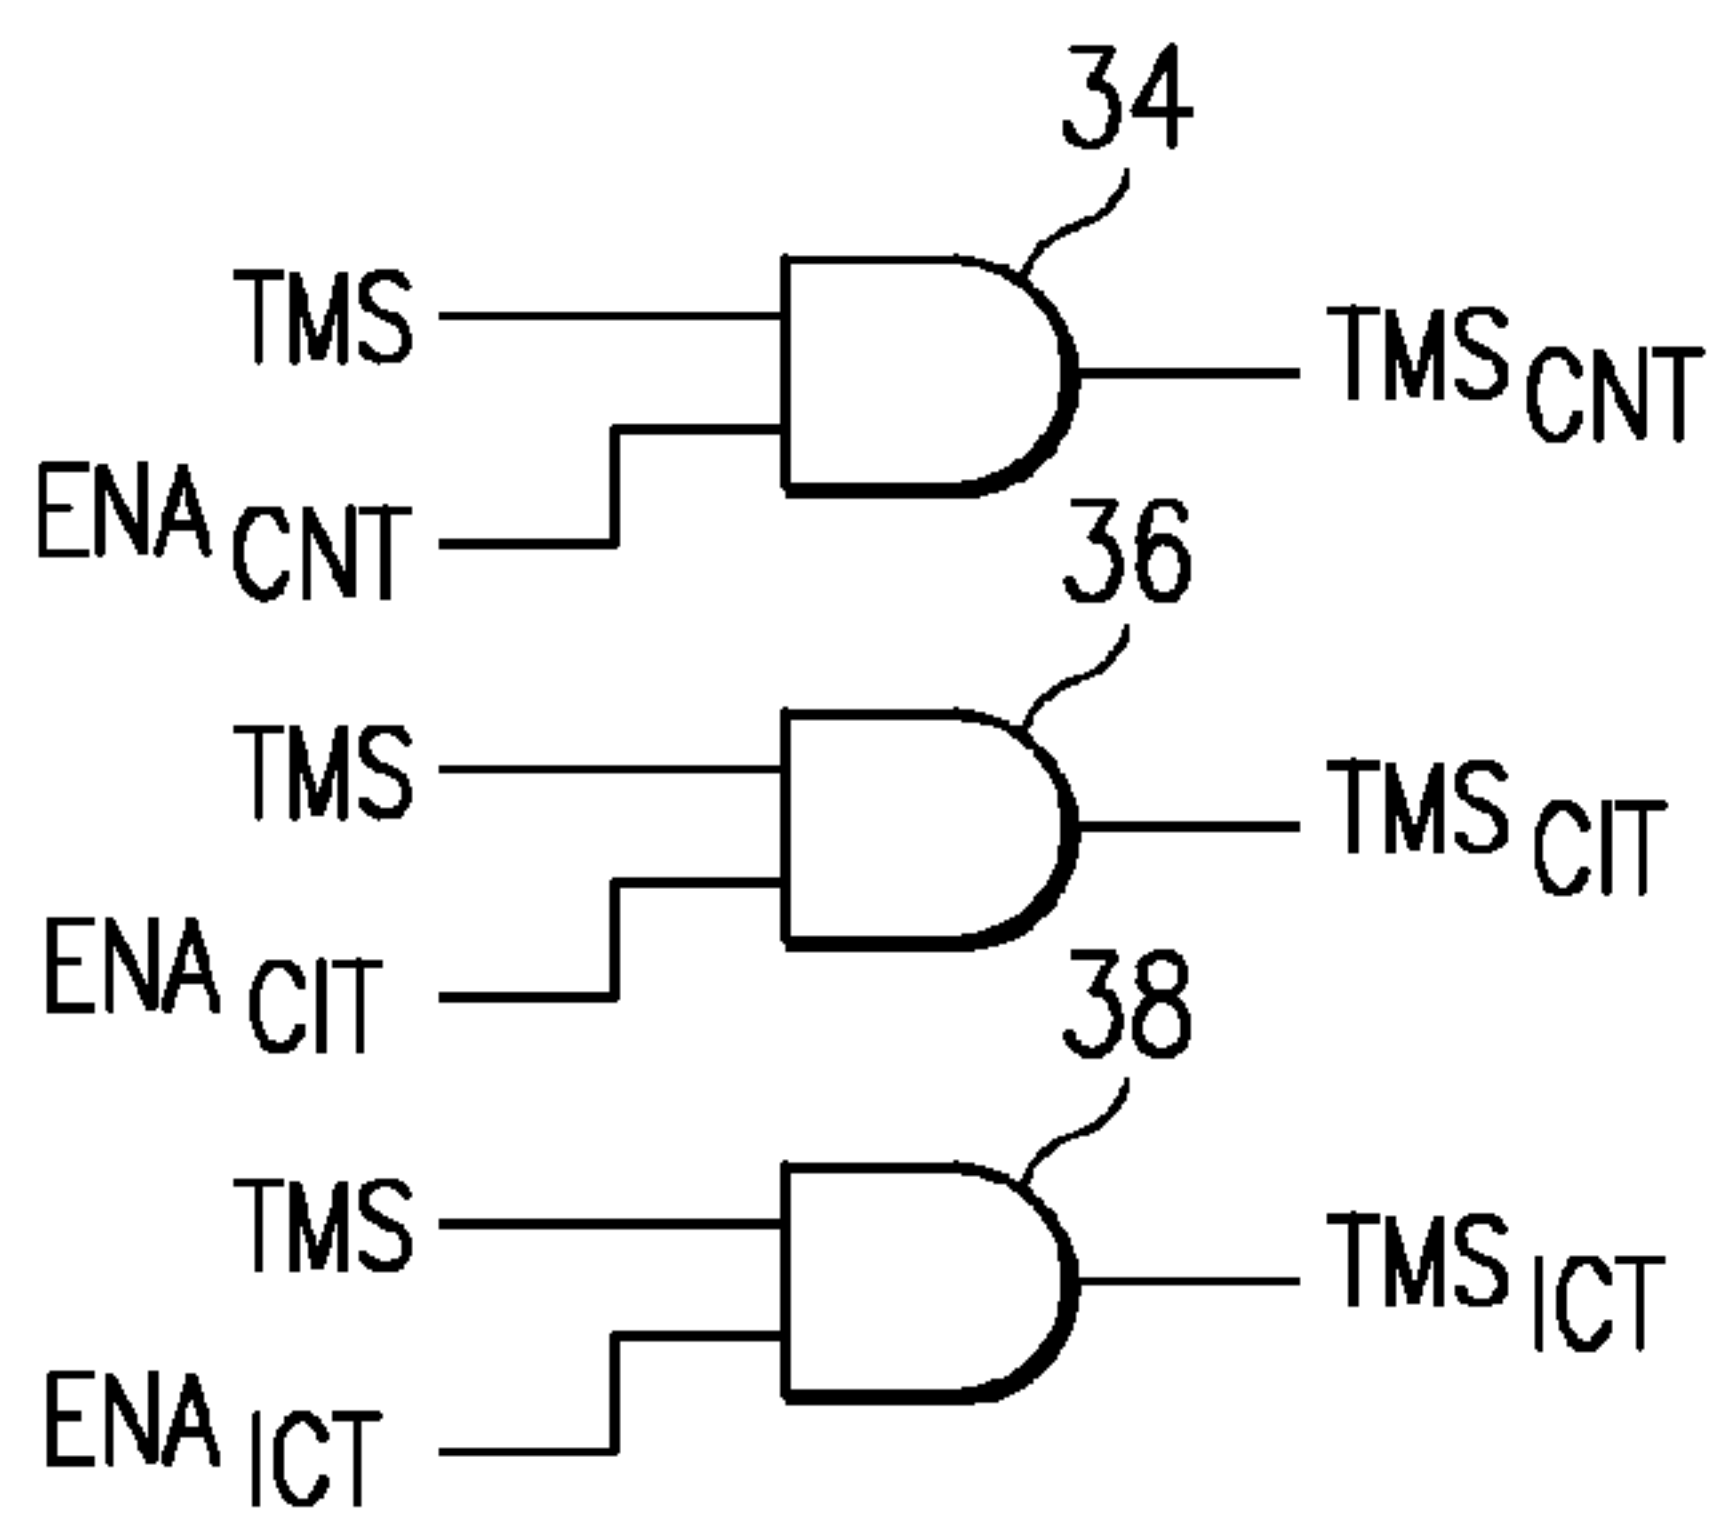 34
TMS
TMS CNT
ENA CNT
36
TMS
TMS CIT
ENA CIT
38
TMS
TMS ICT
ENA ICT